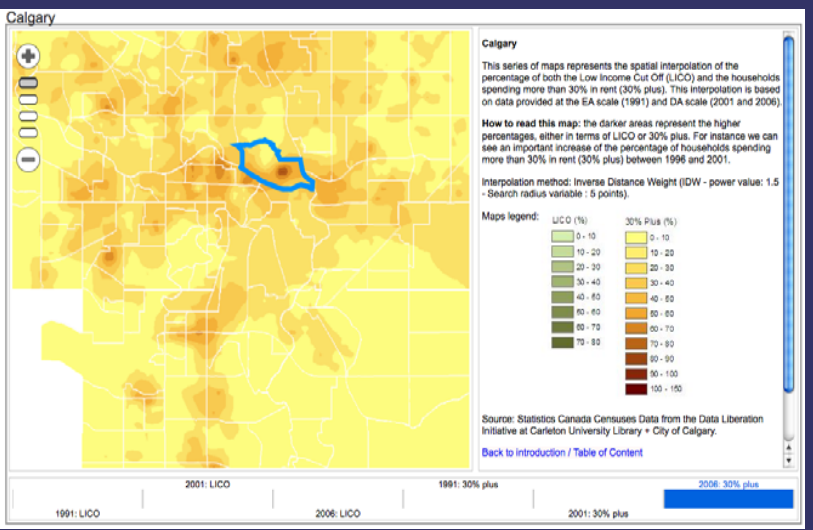 Calgary
Calgary
This series of maps represents the spatial interpolation of the
percentage of both the Low Income Cut Off (LICO) and the households
spending more than 30% in rent (30% plus). This interpolation is based
on data provided at the EA scale (1991) and DA scale (2001 and 2006).
How to read this map: the darker areas represent the higher
percentages, either in terms of LICO or 30% plus. For instance we can
see an important increase of the percentage of households spending
more than 30% in rent (30% plus) between 1996 and 2001.
Interpolation method: Inverse Distance Weight (IDW - power value: 1.5
- Search radius variable : 5 points).
Maps legend:
LICO (%)
0 - 10
10 - 20
20 - 30
30 - 40
40 - 50
50 - 60
60 - 70
70 - 80
30% Plus (%)
0 - 10
10 - 20
20 - 30
30 - 40
40 - 50
50 - 60
60 - 70
70 - 80
80 - 90
90 - 100
100 - 150
Source: Statistics Canada Censuses Data from the Data Liberation
Initiative at Carleton University Library + City of Calgary.
Back to introduction / Table of Content
1991: LICO
2001: LICO
2006: LICO
1991: 30% plus
2001: 30% plus
2006: 30% plus